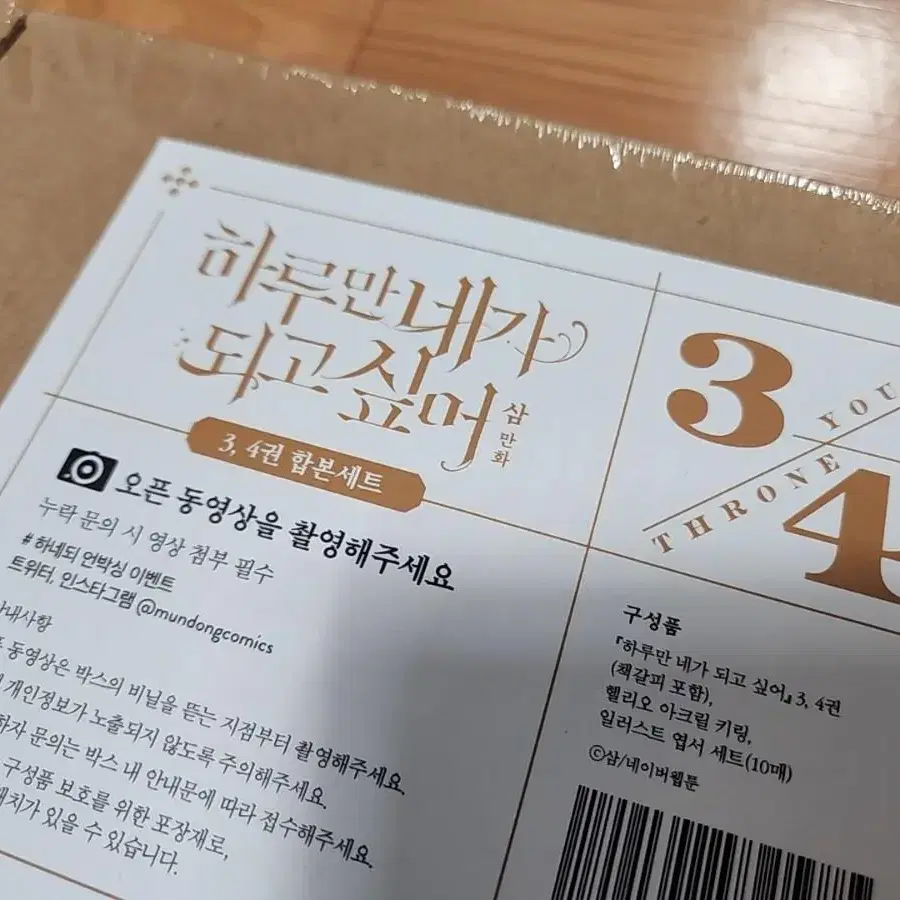 하루만 네가
되고 싶어
삼 만화
3, 4권 합본세트
오픈 동영상을 촬영해주세요
누락 문의 시 영상 첨부 필수
# 하네되 언박싱 이벤트
트위터, 인스타그램 @mundongcomics
동영상은 박스의 비닐을 뜯는 지점부터 촬영해주세요.
개인정보가 노출되지 않도록 주의해주세요.
문의는 박스 내 안내문에 따라 접수해주세요.
구성품 보호를 위한 포장재로,
있을 수 있습니다.
3
4
YOU
THRONE
구성품
『하루만 네가 되고 싶어』 3, 4권
(책갈피 포함),
헬리오 아크릴 키링,
일러스트 엽서 세트(10매)
©삼/네이버웹툰